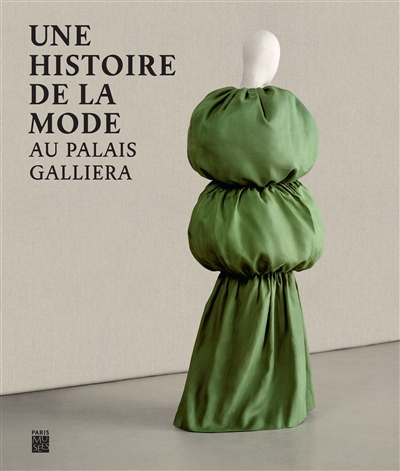 UNE
HISTOIRE
DE LA
MODE
AU PALAIS
GALLIERA
PARIS
MUSÉES